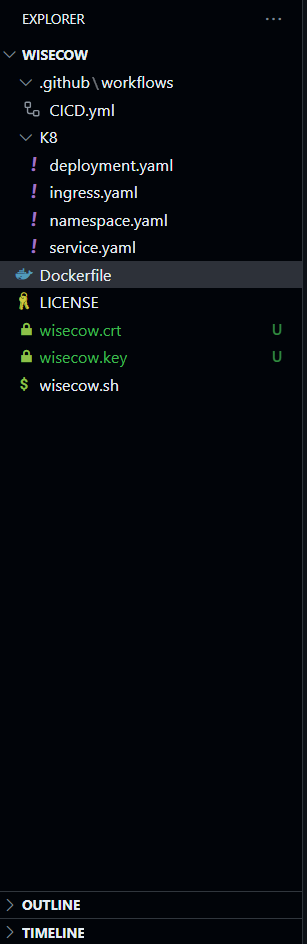 EXPLORER ...
WISECOW
.github\workflows
CICD.yml
K8
! deployment.yaml
! ingress.yaml
! namespace.yaml
! service.yaml
Dockerfile
LICENSE
wisecow.crt U
wisecow.key U
$ wisecow.sh
OUTLINE
TIMELINE